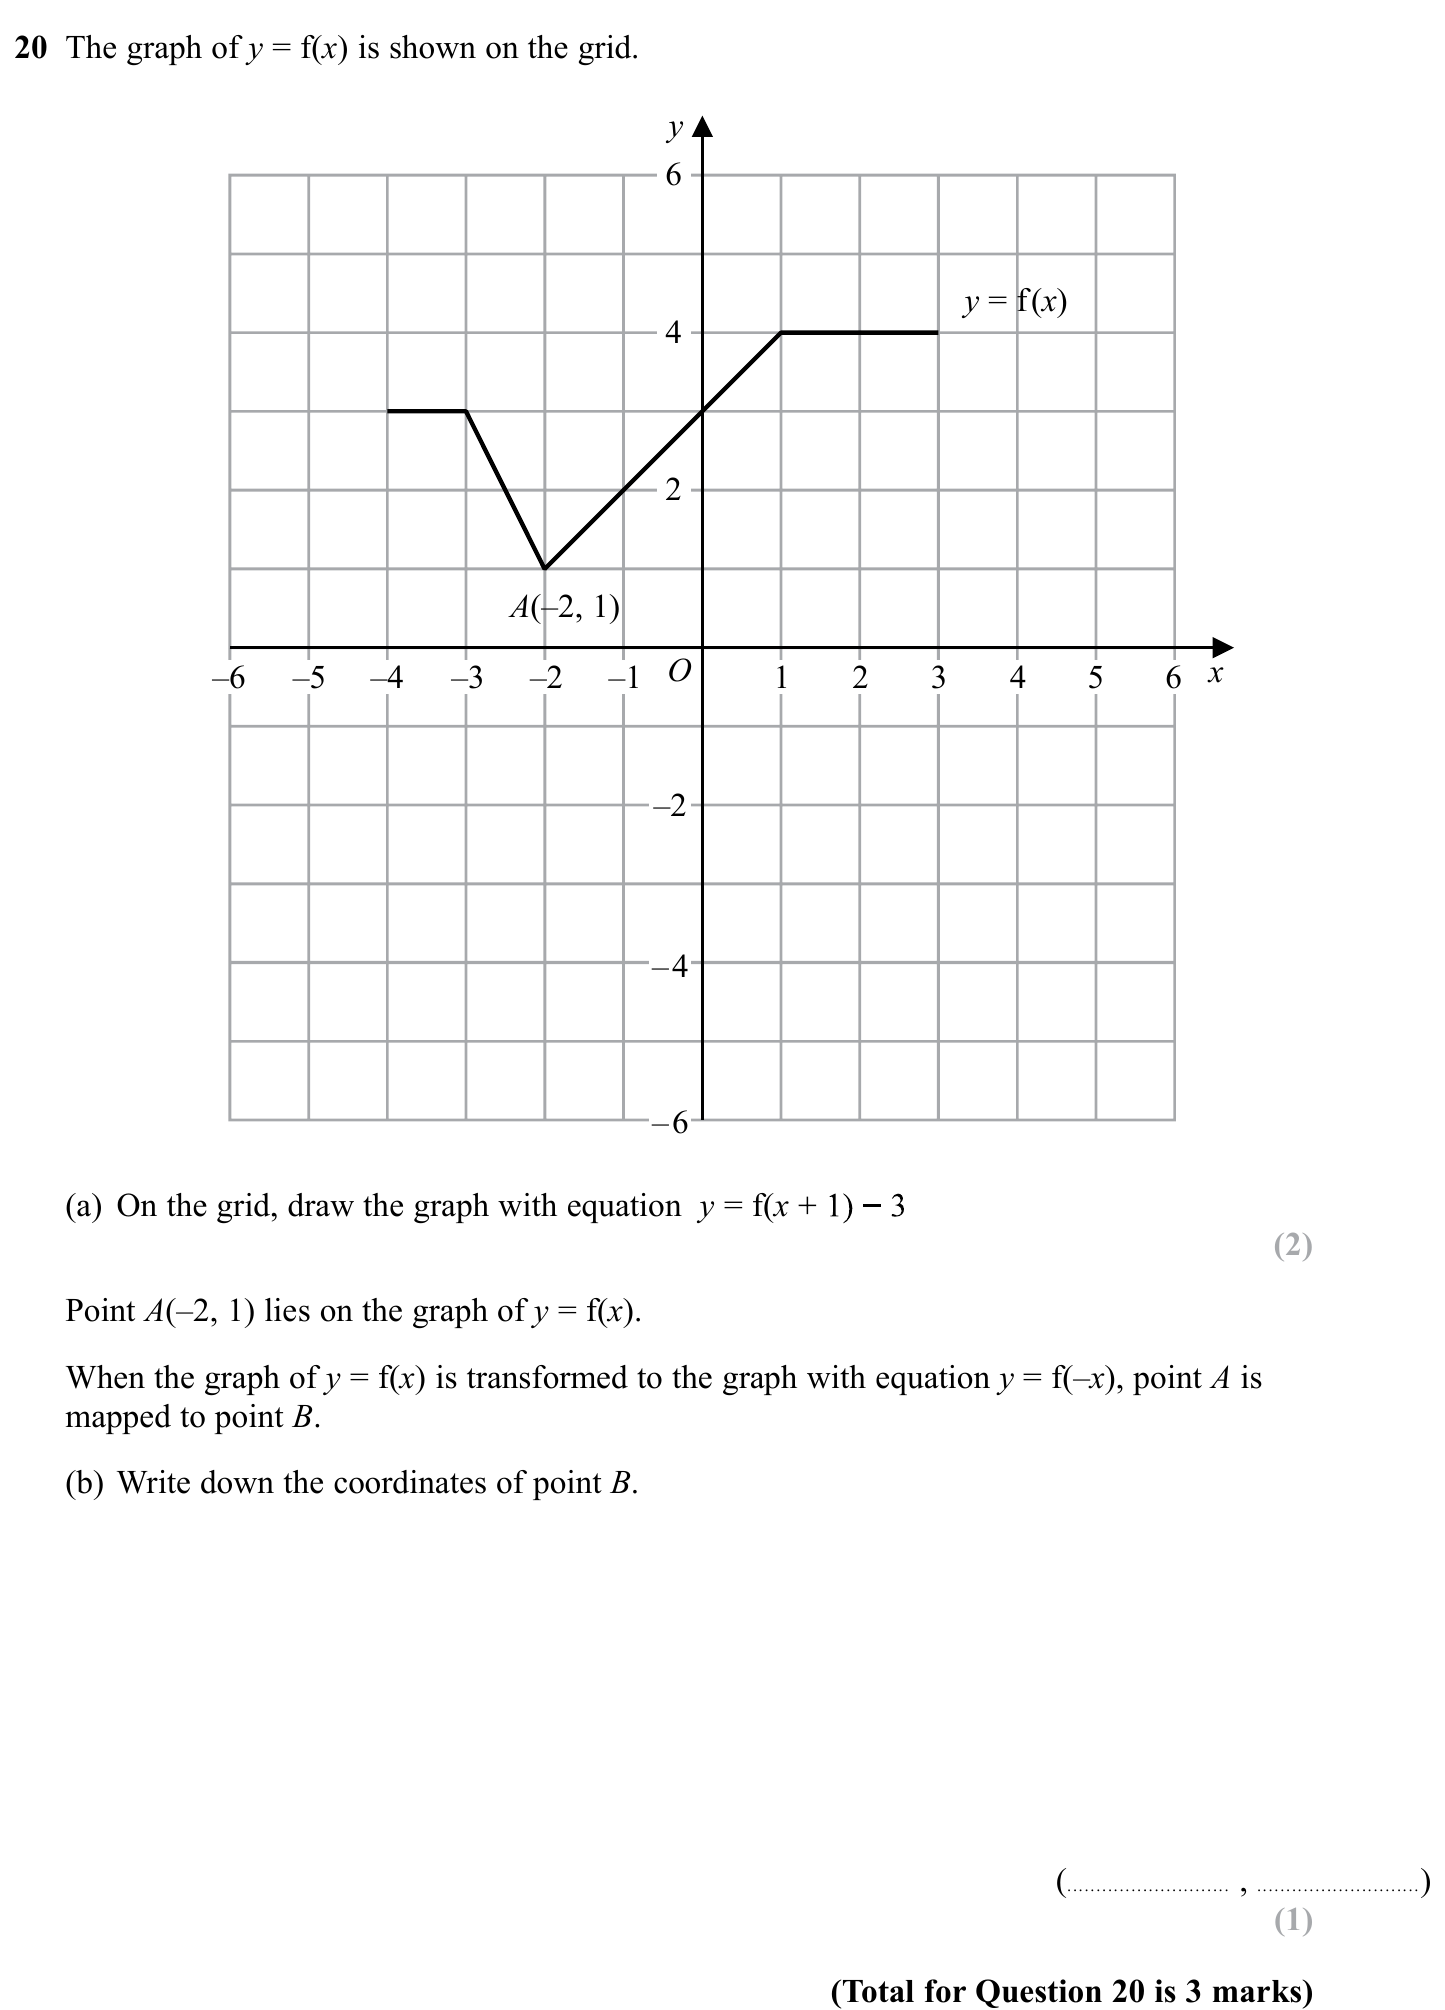 20 The graph of y = f(x) is shown on the grid.
y
6
y = f(x)
4
2
A(–2, 1)
–6 –5 –4 –3 –2 –1 O 1 2 3 4 5 6 x
–2
–4
–6
(a) On the grid, draw the graph with equation y = f(x + 1) – 3
(2)
Point A(–2, 1) lies on the graph of y = f(x).
When the graph of y = f(x) is transformed to the graph with equation y = f(–x), point A is
mapped to point B.
(b) Write down the coordinates of point B.
(............................ , ............................)
(1)
(Total for Question 20 is 3 marks)